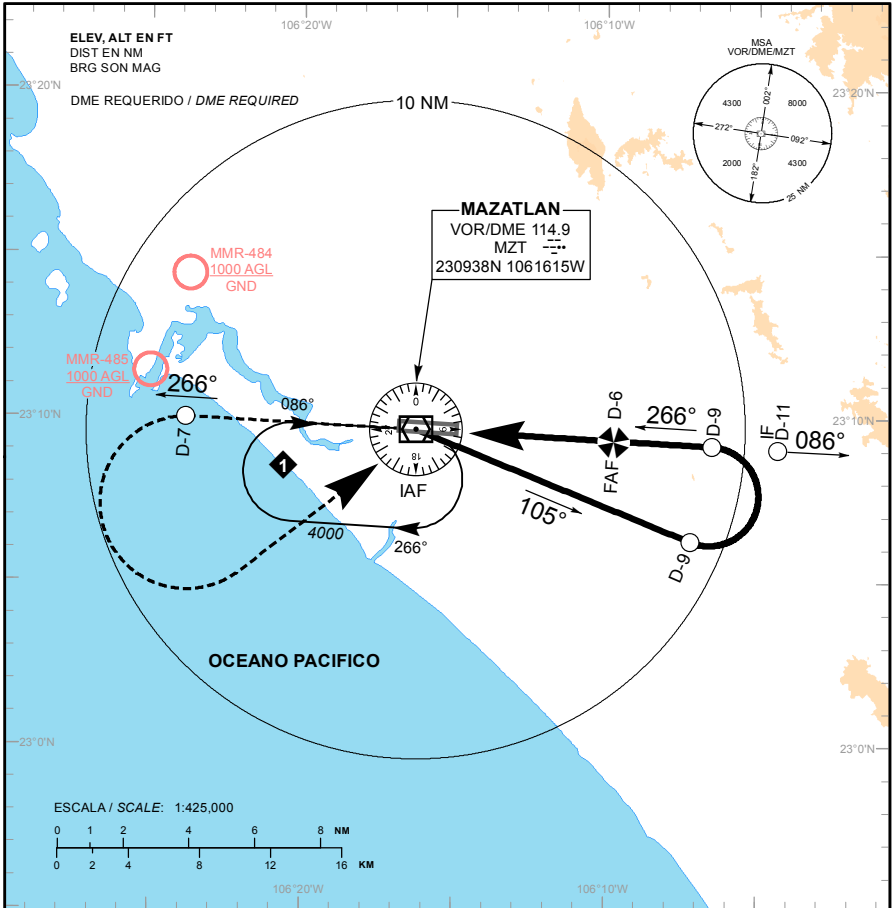 106°20'W
106°10'W
ELEV, ALT EN FT
DIST EN NM
BRG SON MAG
DME REQUERIDO / DME REQUIRED
23°20'N
23°20'N
MSA
VOR/DME/MZT
4300
002°
8000
272°
092°
2000
182°
4300
25 NM
10 NM
MAZATLAN
VOR/DME 114.9
MZT
230938N 1061615W
MMR-484
1000 AGL
GND
MMR-485
1000 AGL
GND
266°
086°
23°10'N
D-7
1
0
18
IAF
D-6
FAF
266°
D-9
IF
D-11
086°
23°10'N
105°
D-9
4000
266°
OCEANO PACIFICO
23°0'N
23°0'N
ESCALA / SCALE: 1:425,000
0 1 2 4 6 8 NM
0 2 4 8 12 16 KM
106°20'W
106°10'W